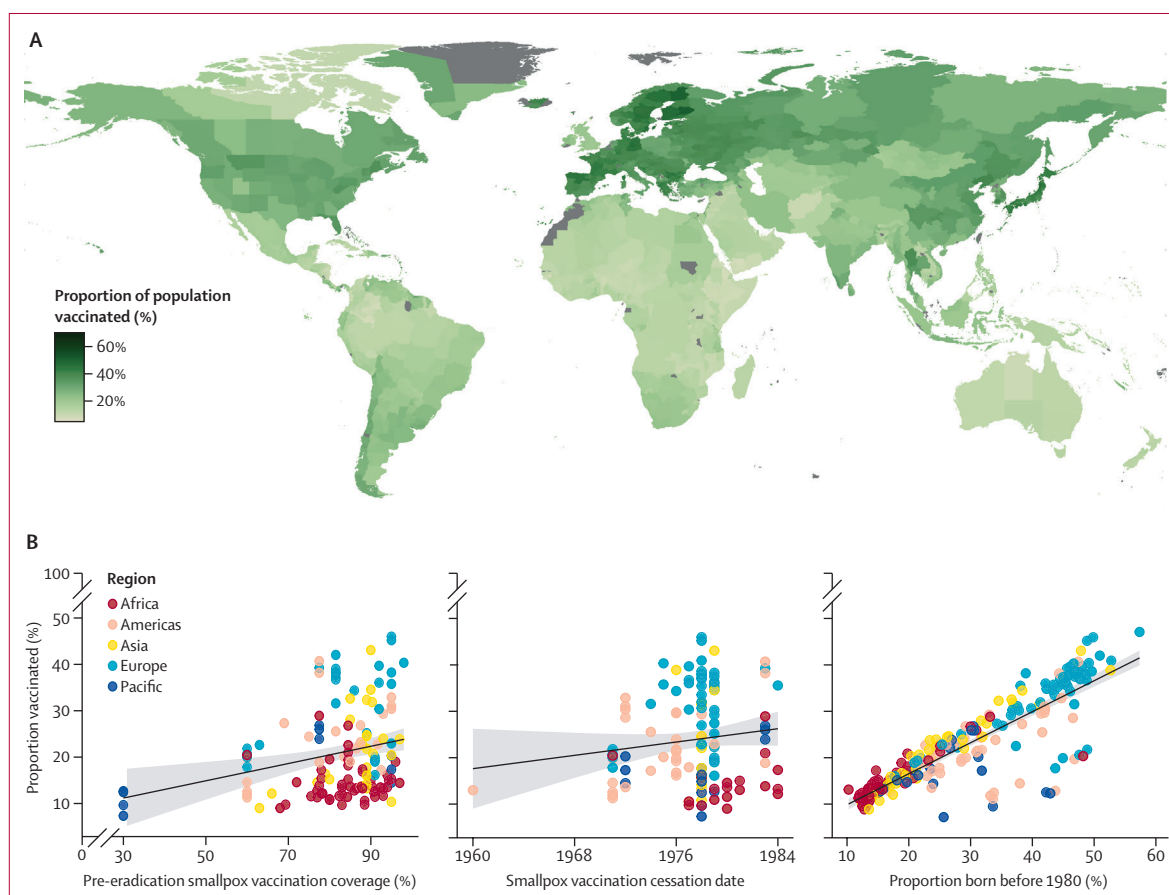 A
Proportion of population
vaccinated (%)
60%
40%
20%
B
Region
Africa
Americas
Asia
Europe
Pacific
Proportion vaccinated (%)
100
50
40
30
20
10
0
0 30 50 70 90
Pre-eradication smallpox vaccination coverage (%)
1960 1968 1976 1984
Smallpox vaccination cessation date
10 20 30 40 50 60
Proportion born before 1980 (%)